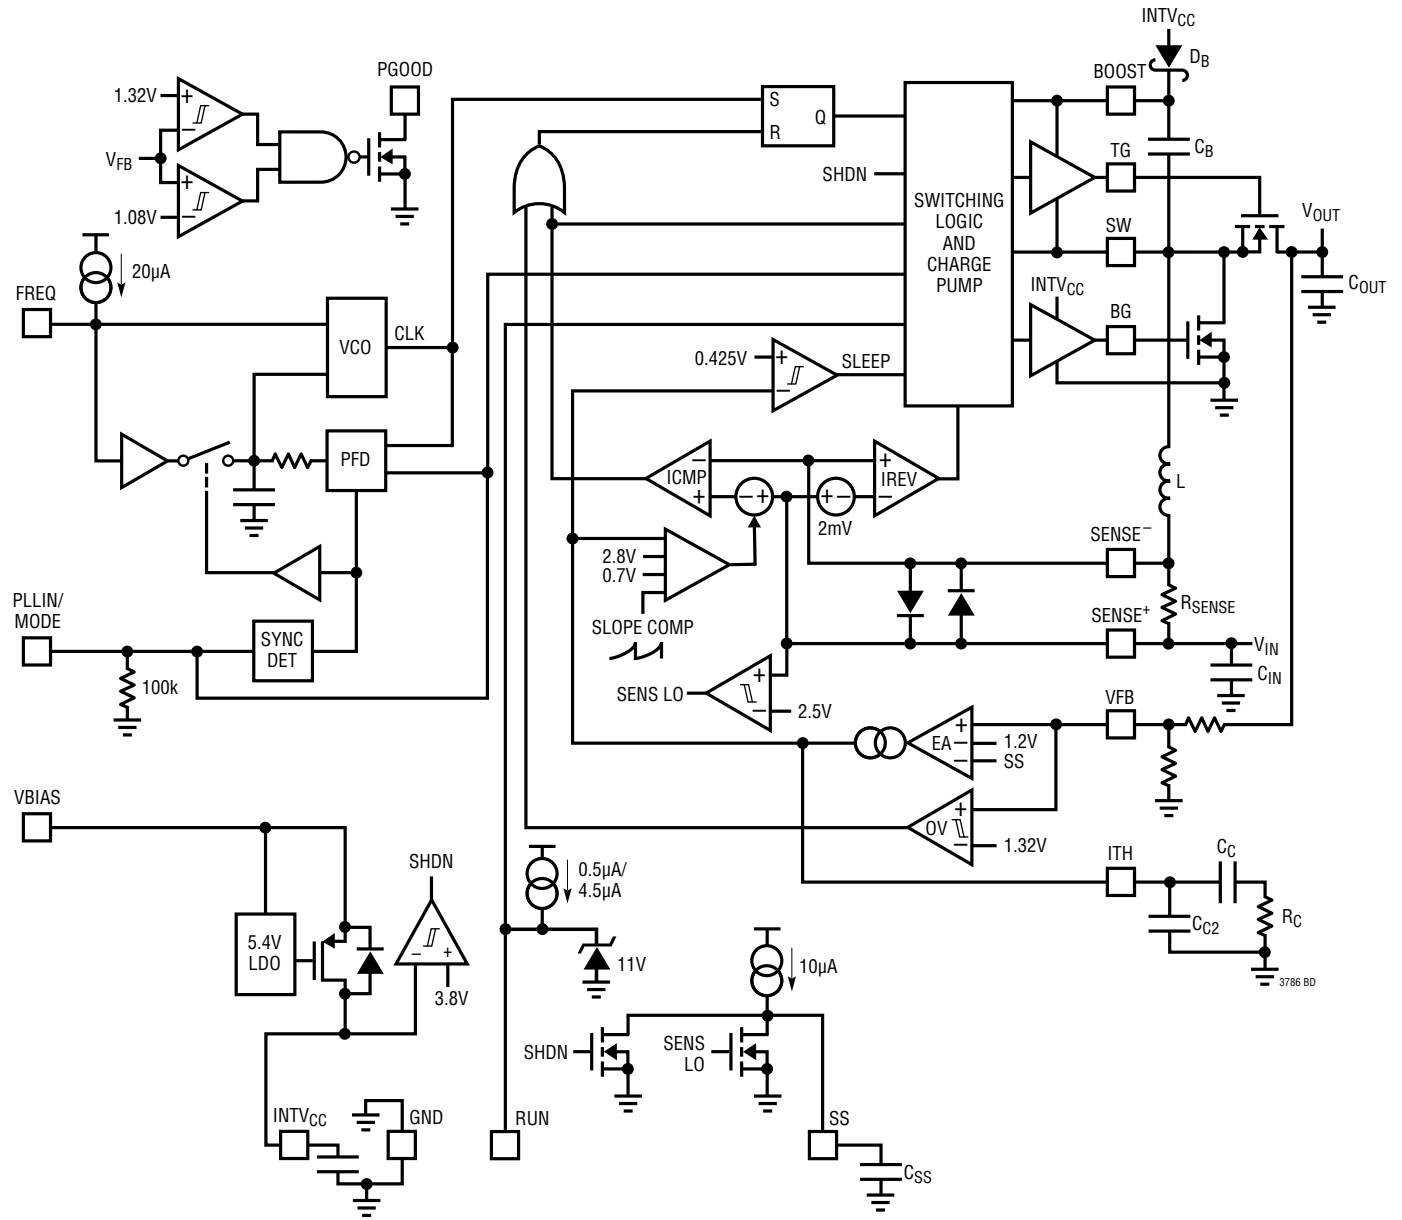 INTVCC
DB
BOOST
PGOOD
1.32V
+
−
VFB
+
−
1.08V
S
R
Q
SHDN
SWITCHING
LOGIC
AND
CHARGE
PUMP
CB
TG
SW
VOUT
COUT
INTVCC
BG
20µA
FREQ
VCO
CLK
0.425V
+
−
SLEEP
PFD
−
ICMP
+
− +
+ −
2mV
+
IREV
−
L
2.8V
0.7V
SLOPE COMP
SENSE−
RSENSE
SENSE+
VIN
CIN
PLLIN/
MODE
SYNC
DET
100k
SENS LO
+
−
2.5V
VFB
+
EA −
−
1.2V
SS
+
OV
−
1.32V
VBIAS
SHDN
5.4V
LDO
−
+
3.8V
0.5µA/
4.5µA
11V
ITH
CC
CC2
RC
3786 BD
10µA
SHDN
SENS
LO
INTVCC
GND
RUN
SS
CSS